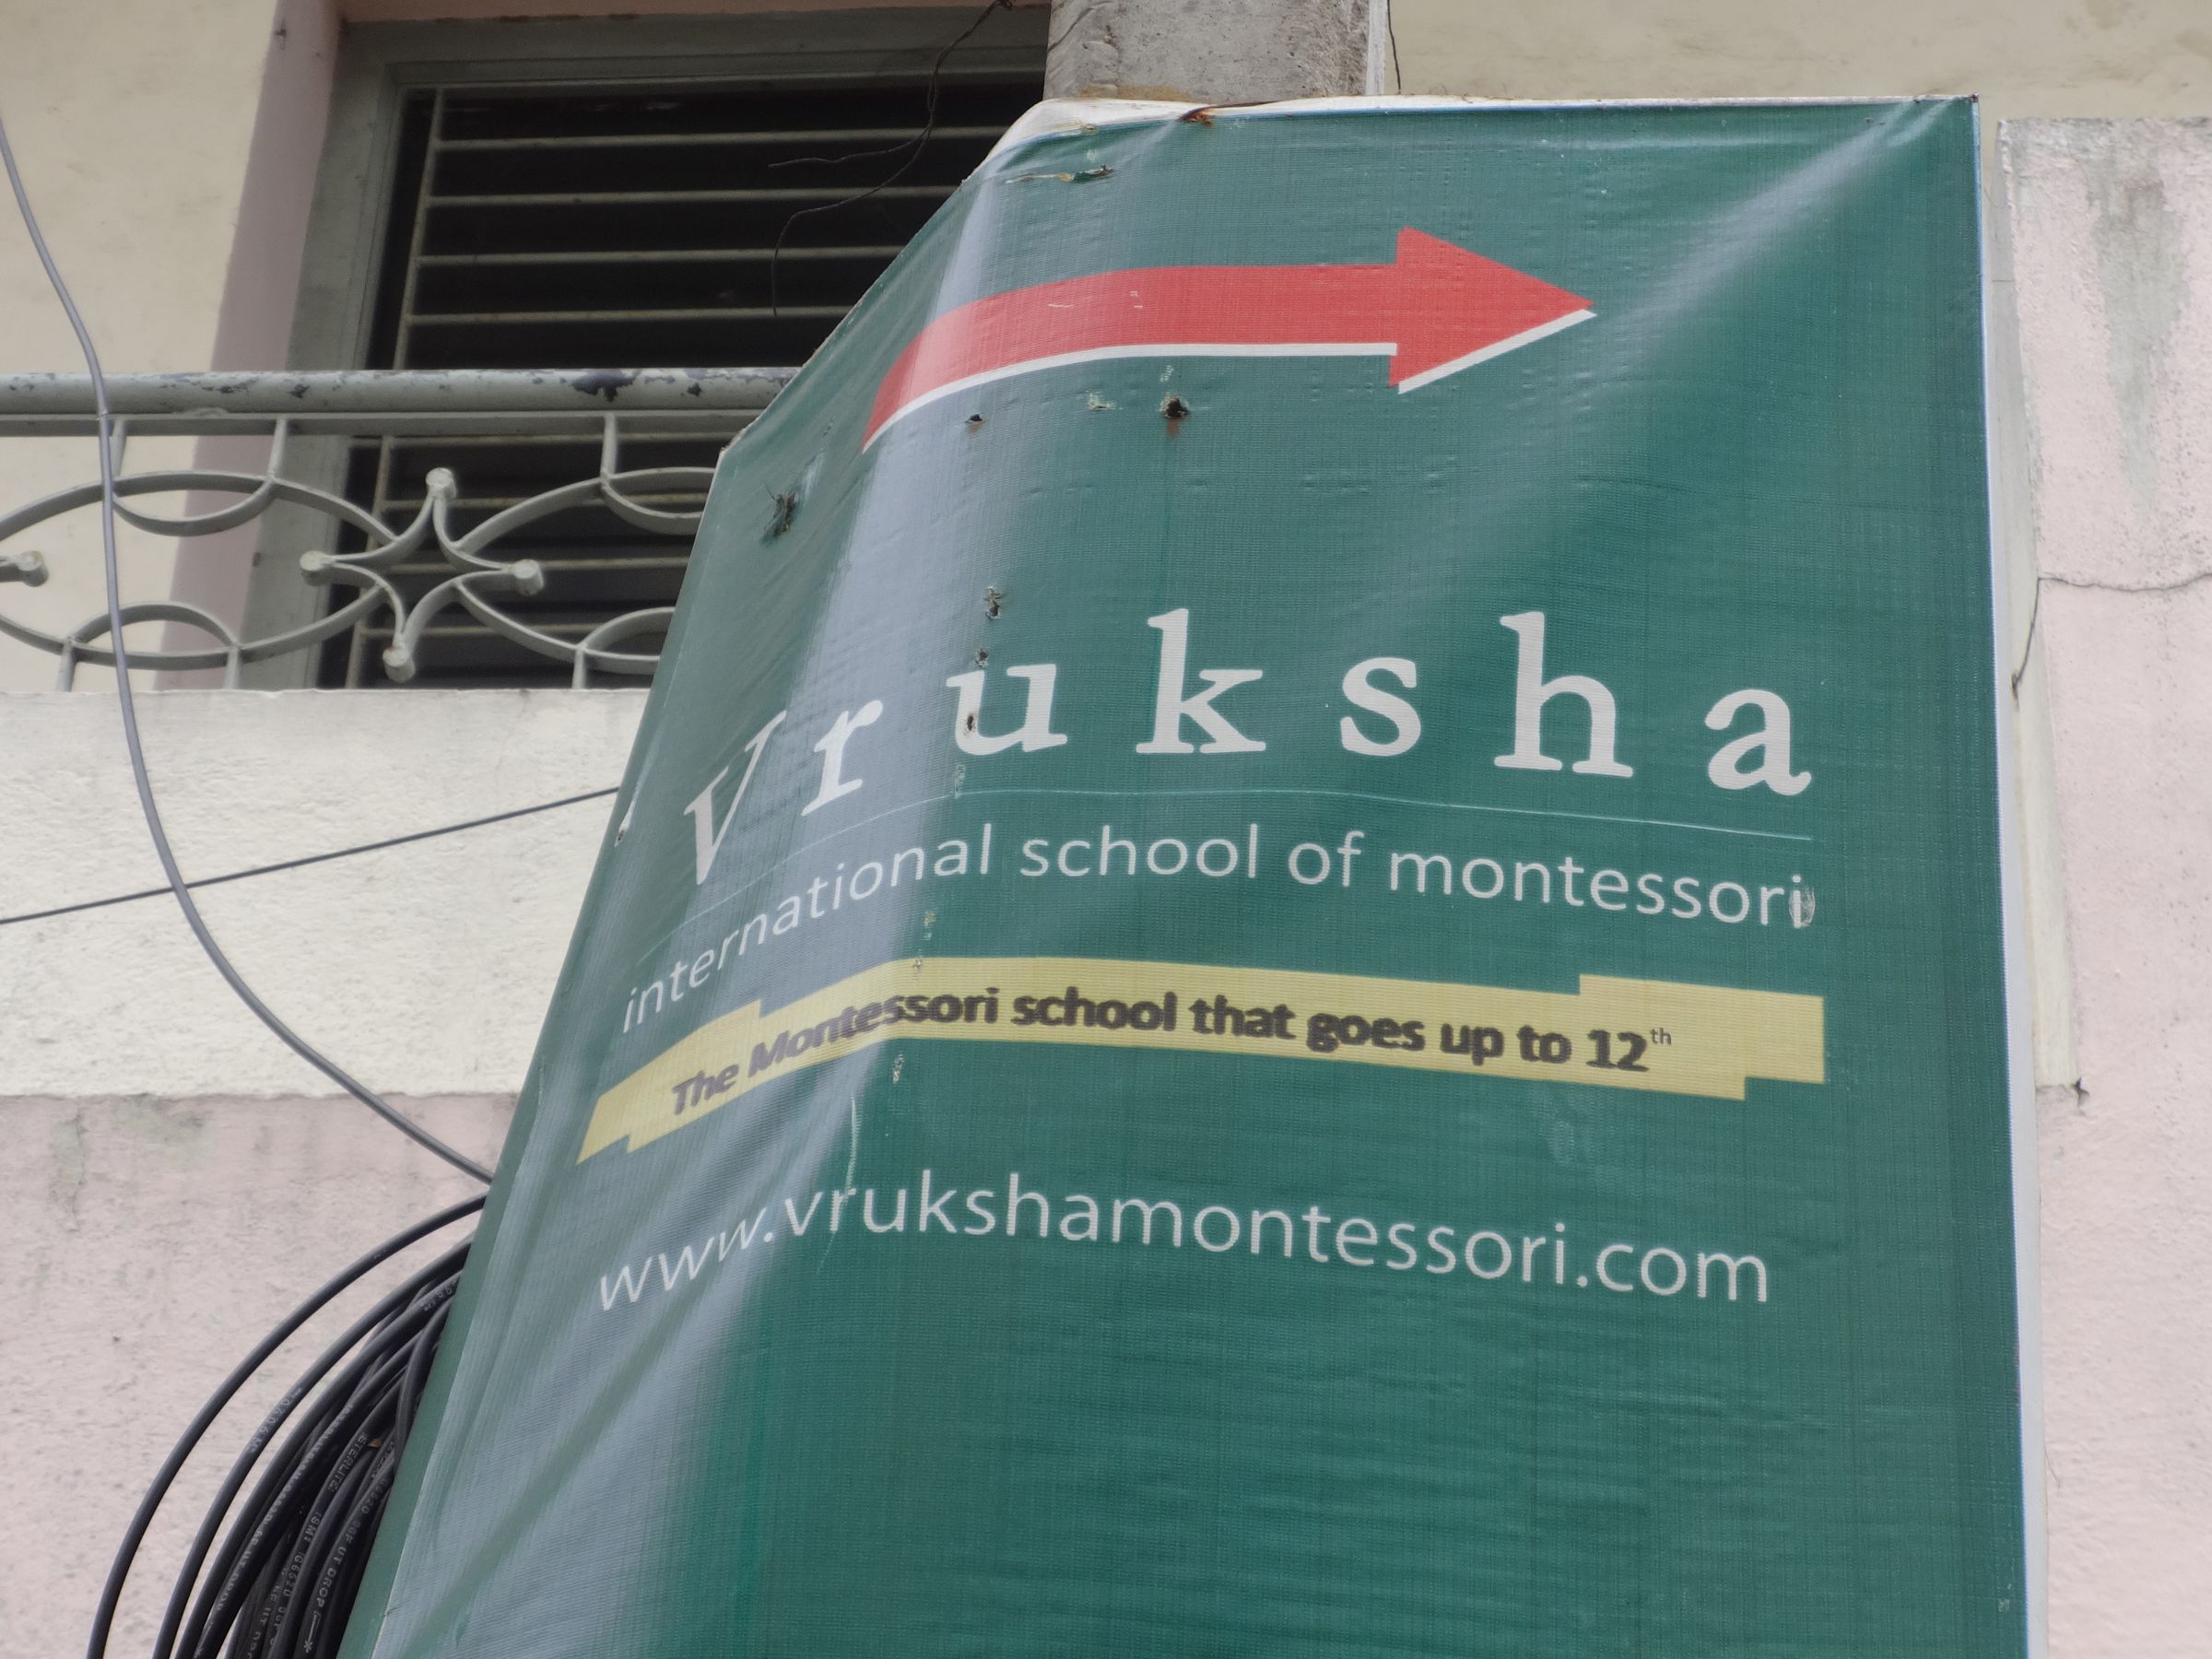 Vruksha
international school of montessori
The Montessori school that goes up to 12th
www.vrukshamontessori.com